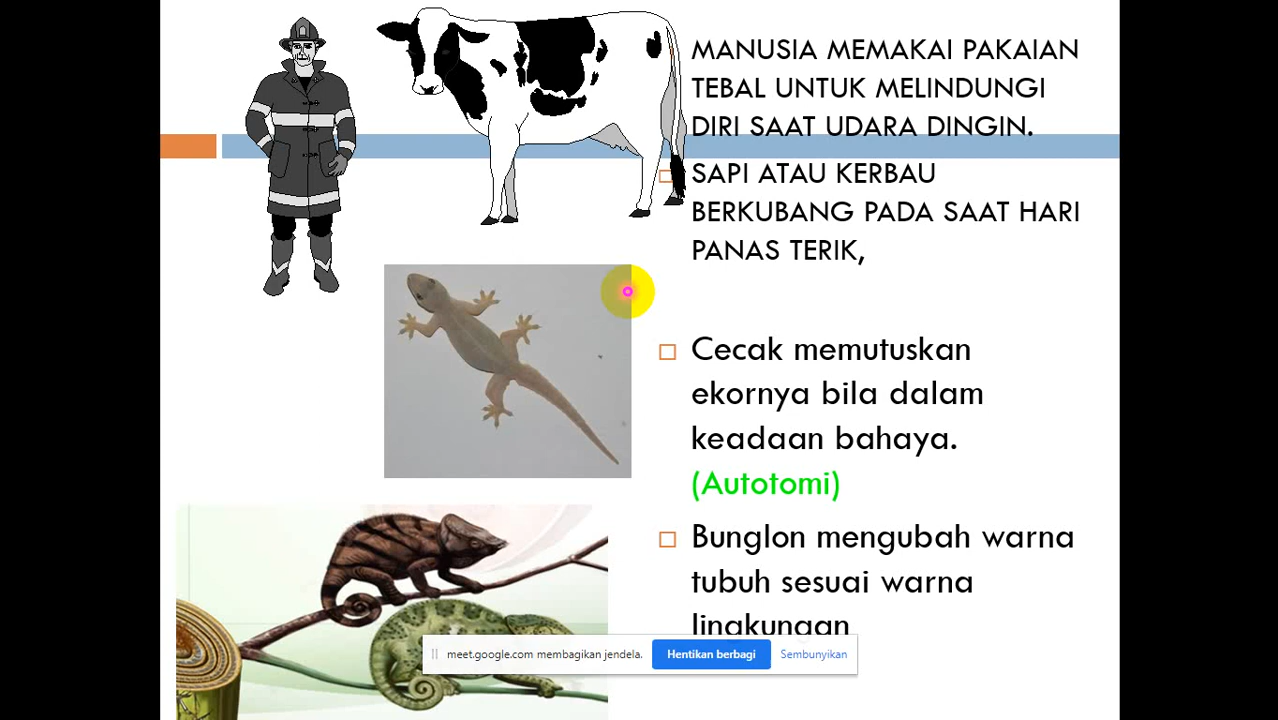 MANUSIA MEMAKAI PAKAIAN
TEBAL UNTUK MELINDUNGI
DIRI SAAT UDARA DINGIN.
SAPI ATAU KERBAU
BERKUBANG PADA SAAT HARI
PANAS TERIK,
Cecak memutuskan
ekornya bila dalam
keadaan bahaya.
(Autotomi)
Bunglon mengubah warna
tubuh sesuai warna
lingkungan
meet.google.com membagikan jendela.
Hentikan berbagi
Sembunyikan